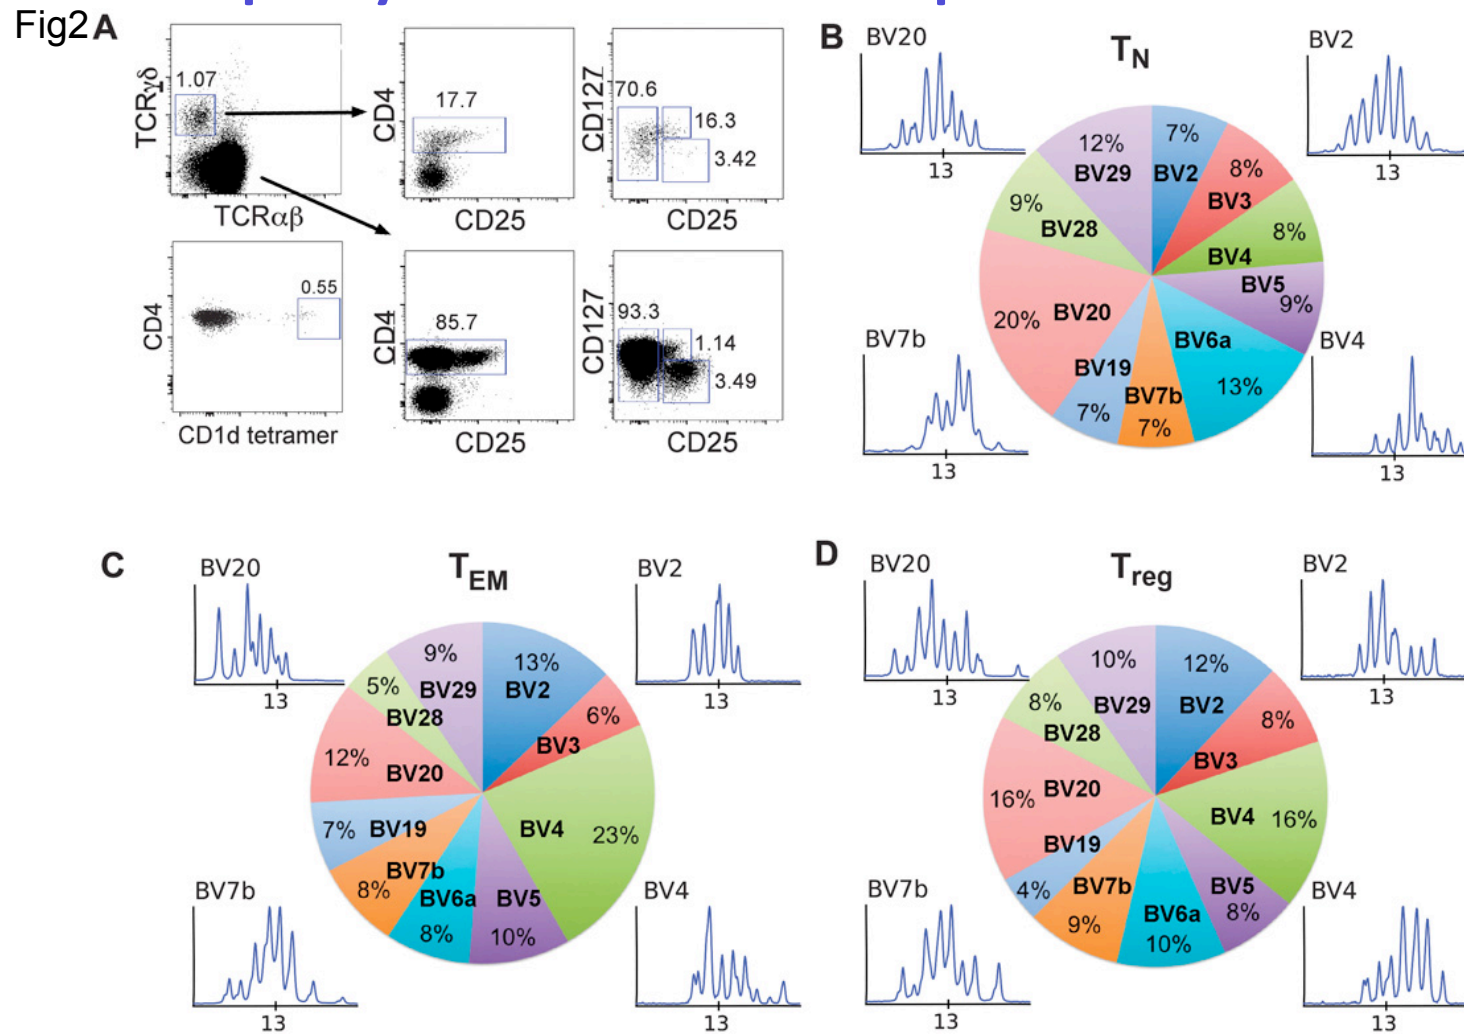 Fig2
A
TCRγδ
1.07
TCRαβ
CD4
17.7
CD25
CD127
70.6
16.3
3.42
CD25
CD4
0.55
CD1d tetramer
CD4
85.7
CD25
CD127
93.3
1.14
3.49
CD25
B
TN
BV20
13
BV2
13
BV7b
13
BV4
13
7%
BV2
8%
BV3
8%
BV4
BV5
9%
BV6a
13%
BV7b
7%
BV19
7%
BV20
20%
9%
BV28
12%
BV29
C
TEM
BV20
13
BV2
13
BV7b
13
BV4
13
13%
BV2
6%
BV3
BV4
23%
BV5
10%
BV6a
8%
BV7b
8%
7%
BV19
12%
BV20
5%
BV28
9%
BV29
D
Treg
BV20
13
BV2
13
BV7b
13
BV4
13
12%
BV2
8%
BV3
BV4
16%
BV5
8%
BV6a
10%
BV7b
9%
BV19
4%
BV20
16%
8%
BV28
10%
BV29